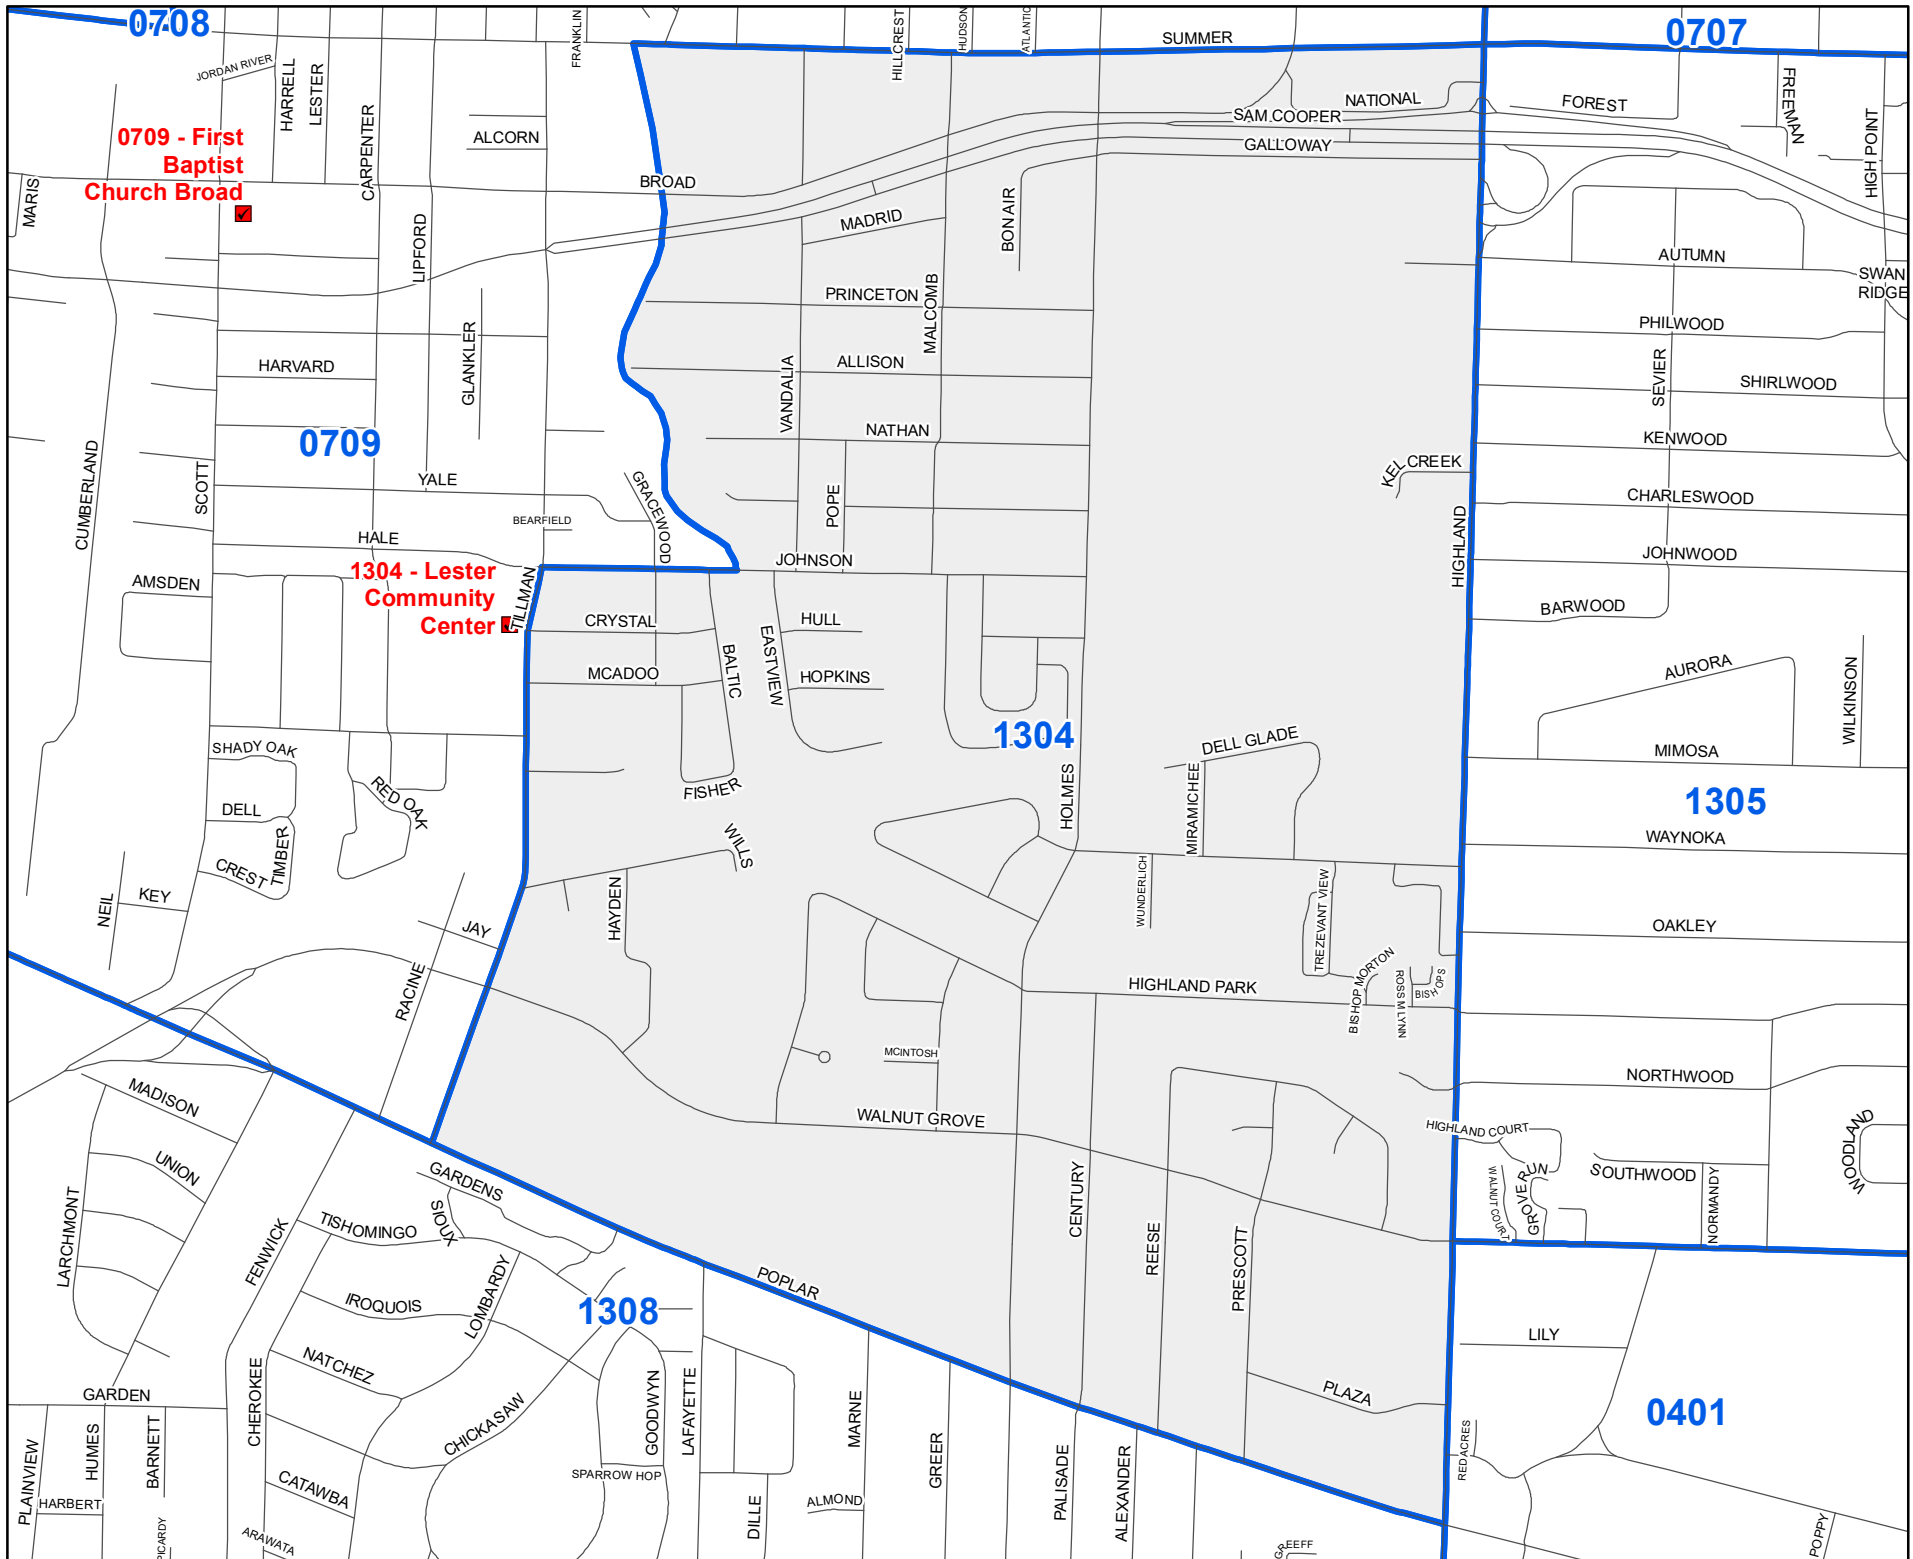 0708
0707
SUMMER
FRANKLIN
HILLCREST
HUDSON
ATLANTIC
JORDAN RIVER
HARRELL
LESTER
CARPENTER
ALCORN
NATIONAL
SAM COOPER
GALLOWAY
FOREST
FREEMAN
HIGH POINT
0709 - First
Baptist
Church Broad
MARIS
BROAD
LIPFORD
MADRID
BONAIR
AUTUMN
SWAN
RIDGE
PRINCETON
MALCOMB
PHILWOOD
GLANKLER
HARVARD
ALLISON
VANDALIA
SEVIER
SHIRLWOOD
0709
NATHAN
KENWOOD
CUMBERLAND
SCOTT
YALE
GRACEWOOD
POPE
KEL CREEK
CHARLESWOOD
BEARFIELD
HALE
JOHNSON
HIGHLAND
JOHNWOOD
1304 - Lester
Community
Center
TILLMAN
AMSDEN
CRYSTAL
HULL
BARWOOD
BALTIC
EASTVIEW
MCADOO
HOPKINS
AURORA
WILKINSON
1304
SHADY OAK
DELL GLADE
MIMOSA
RED OAK
FISHER
HOLMES
MIRAMICHEE
1305
DELL
TIMBER
CREST
WILLS
WAYNOKA
NEIL
KEY
HAYDEN
WUNDERLICH
TREZEVANT VIEW
JAY
OAKLEY
RACINE
HIGHLAND PARK
BISHOP MORTON
ROSS M LYNN
BISHOPS
MCINTOSH
NORTHWOOD
MADISON
WALNUT GROVE
HIGHLAND COURT
WOODLAND
UNION
GARDENS
SIOUX
CENTURY
WALNUT COURT
GROVE RUN
SOUTHWOOD
NORMANDY
LARCHMONT
FENWICK
TISHOMINGO
REESE
PRESCOTT
POPLAR
LOMBARDY
IROQUOIS
1308
LILY
NATCHEZ
PLAZA
GARDEN
CHEROKEE
CHICKASAW
GOODWYN
LAFAYETTE
MARNE
0401
PLAINVIEW
HUMES
BARNETT
GREER
PALISADE
ALEXANDER
RED ACRES
CATAWBA
SPARROW HOP
HARBERT
DILLE
ALMOND
PICARDY
ARAWATA
GREEFF
POPPY